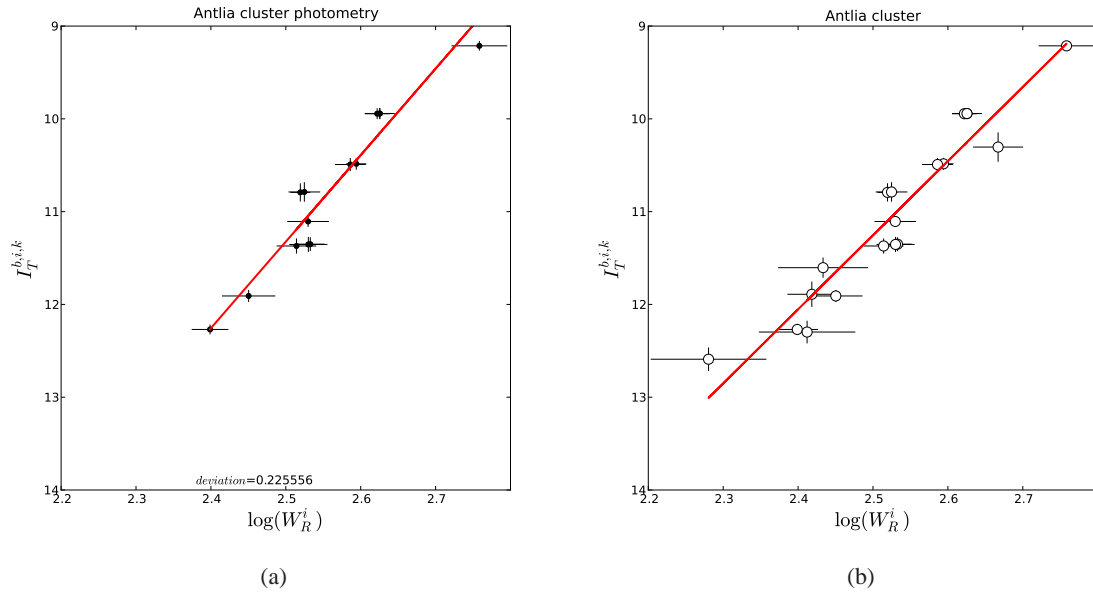 Antlia cluster photometry
9
10
11
12
13
14
I_T^{b,i,k}
2.2
2.3
2.4
2.5
2.6
2.7
deviation=0.225556
log(W_R^i)
(a)
Antlia cluster
9
10
11
12
13
14
I_T^{b,i,k}
2.2
2.3
2.4
2.5
2.6
2.7
log(W_R^i)
(b)